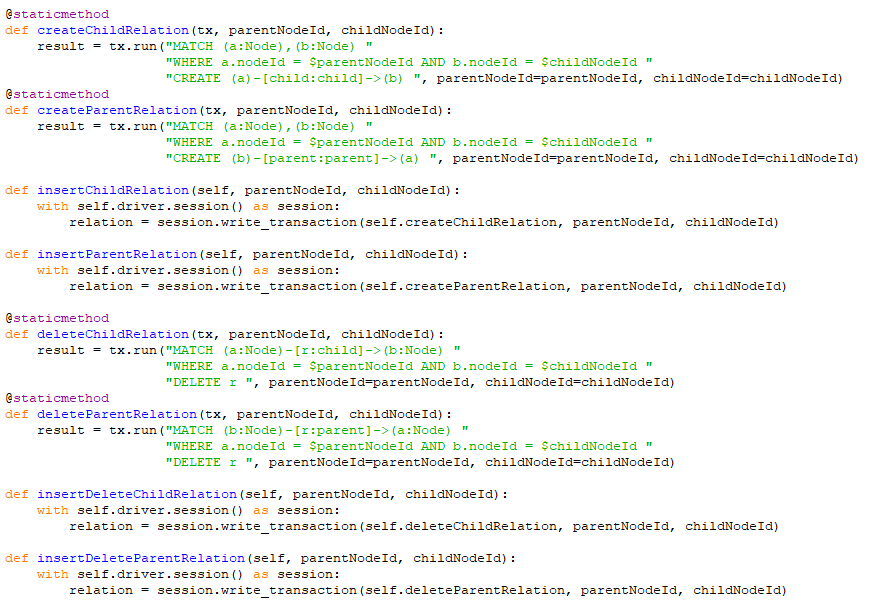 @staticmethod
def createChildRelation(tx, parentNodeId, childNodeId):
    result = tx.run("MATCH (a:Node),(b:Node) "
                    "WHERE a.nodeId = $parentNodeId AND b.nodeId = $childNodeId "
                    "CREATE (a)-[child:child]->(b) ", parentNodeId=parentNodeId, childNodeId=childNodeId)
@staticmethod
def createParentRelation(tx, parentNodeId, childNodeId):
    result = tx.run("MATCH (a:Node),(b:Node) "
                    "WHERE a.nodeId = $parentNodeId AND b.nodeId = $childNodeId "
                    "CREATE (b)-[parent:parent]->(a) ", parentNodeId=parentNodeId, childNodeId=childNodeId)

def insertChildRelation(self, parentNodeId, childNodeId):
    with self.driver.session() as session:
        relation = session.write_transaction(self.createChildRelation, parentNodeId, childNodeId)

def insertParentRelation(self, parentNodeId, childNodeId):
    with self.driver.session() as session:
        relation = session.write_transaction(self.createParentRelation, parentNodeId, childNodeId)

@staticmethod
def deleteChildRelation(tx, parentNodeId, childNodeId):
    result = tx.run("MATCH (a:Node)-[r:child]->(b:Node) "
                    "WHERE a.nodeId = $parentNodeId AND b.nodeId = $childNodeId "
                    "DELETE r ", parentNodeId=parentNodeId, childNodeId=childNodeId)
@staticmethod
def deleteParentRelation(tx, parentNodeId, childNodeId):
    result = tx.run("MATCH (b:Node)-[r:parent]->(a:Node) "
                    "WHERE a.nodeId = $parentNodeId AND b.nodeId = $childNodeId "
                    "DELETE r ", parentNodeId=parentNodeId, childNodeId=childNodeId)

def insertDeleteChildRelation(self, parentNodeId, childNodeId):
    with self.driver.session() as session:
        relation = session.write_transaction(self.deleteChildRelation, parentNodeId, childNodeId)

def insertDeleteParentRelation(self, parentNodeId, childNodeId):
    with self.driver.session() as session:
        relation = session.write_transaction(self.deleteParentRelation, parentNodeId, childNodeId)